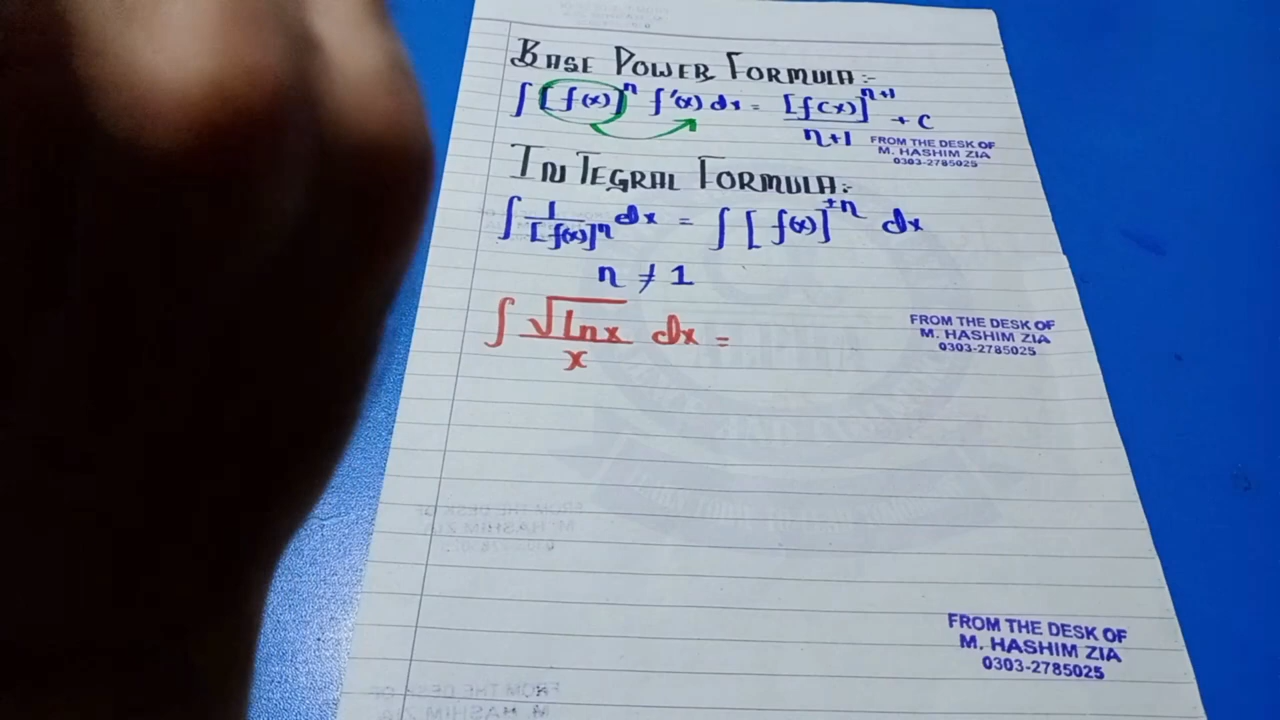 BASE POWER FORMULA:-
∫ [f(x)]^n f'(x) dx = [f(x)]^(n+1) / n+1 + c
FROM THE DESK OF
M. HASHIM ZIA
0303-2785025
INTEGRAL FORMULA:-
∫ 1/[f(x)]^n dx = ∫ [f(x)]^(±n) dx
n ≠ 1
∫ √lnx / x dx =
FROM THE DESK OF
M. HASHIM ZIA
0303-2785025
FROM THE DESK OF
M. HASHIM ZIA
0303-2785025